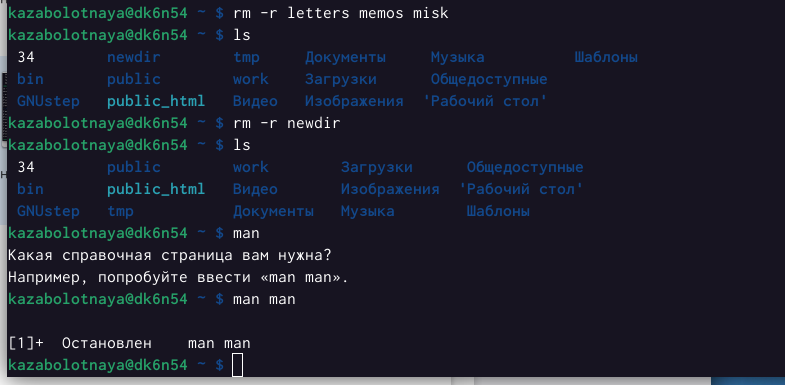 kazabolotnaya@dk6n54 ~ $ rm -r letters memos misk
kazabolotnaya@dk6n54 ~ $ ls
34 newdir tmp Документы Музыка Шаблоны
bin public work Загрузки Общедоступные
GNUstep public_html Видео Изображения 'Рабочий стол'
kazabolotnaya@dk6n54 ~ $ rm -r newdir
kazabolotnaya@dk6n54 ~ $ ls
34 public work Загрузки Общедоступные
bin public_html Видео Изображения 'Рабочий стол'
GNUstep tmp Документы Музыка Шаблоны
kazabolotnaya@dk6n54 ~ $ man
Какая справочная страница вам нужна?
Например, попробуйте ввести «man man».
kazabolotnaya@dk6n54 ~ $ man man
[1]+ Остановлен man man
kazabolotnaya@dk6n54 ~ $